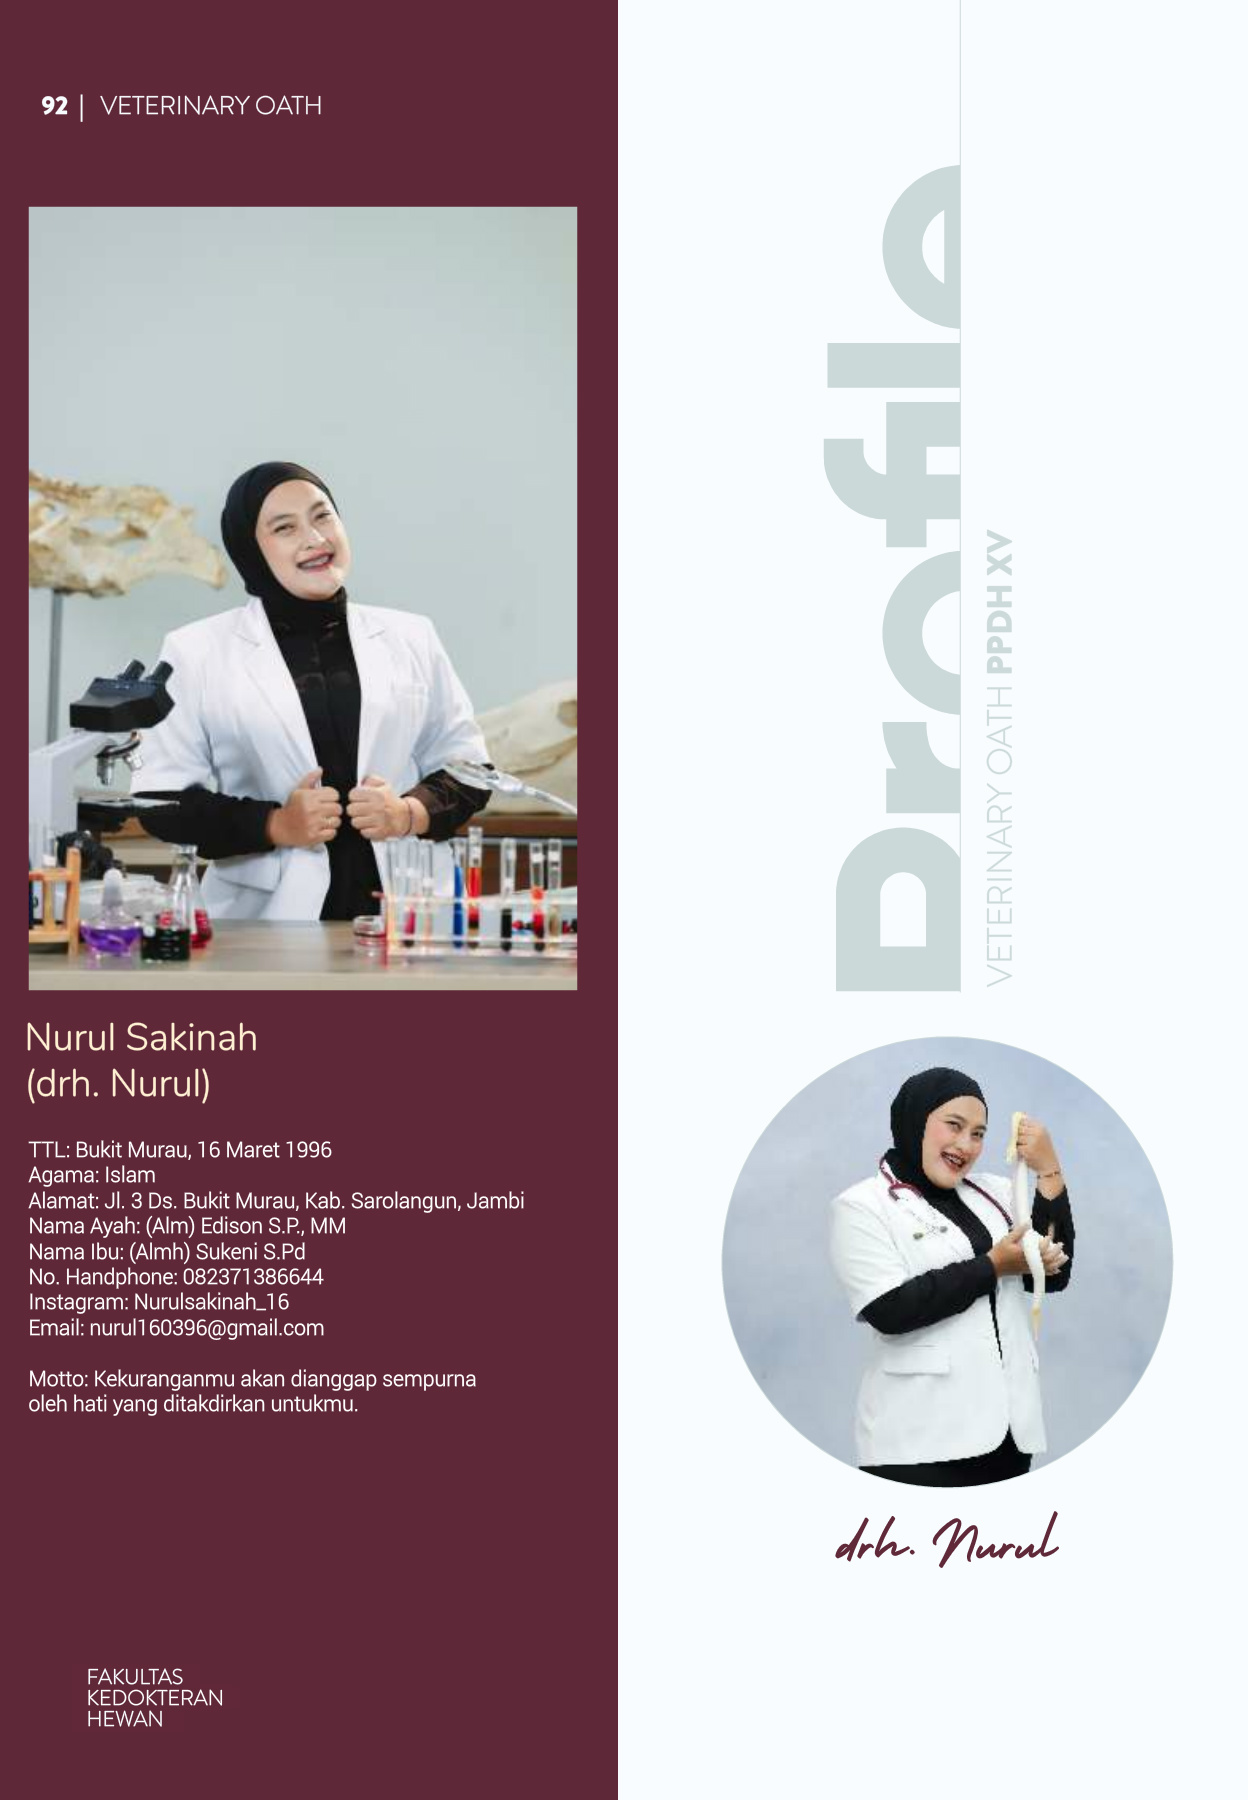 92 | VETERINARY OATH
Nurul Sakinah
(drh. Nurul)
TTL: Bukit Murau, 16 Maret 1996
Agama: Islam
Alamat: Jl. 3 Ds. Bukit Murau, Kab. Sarolangun, Jambi
Nama Ayah: (Alm) Edison S.P., MM
Nama Ibu: (Almh) Sukeni S.Pd
No. Handphone: 082371386644
Instagram: Nurulsakinah_16
Email: nurul160396@gmail.com
Motto: Kekuranganmu akan dianggap sempurna
oleh hati yang ditakdirkan untukmu.
FAKULTAS
KEDOKTERAN
HEWAN
Profile
VETERINARY OATH PPDH XV
drh. Nurul